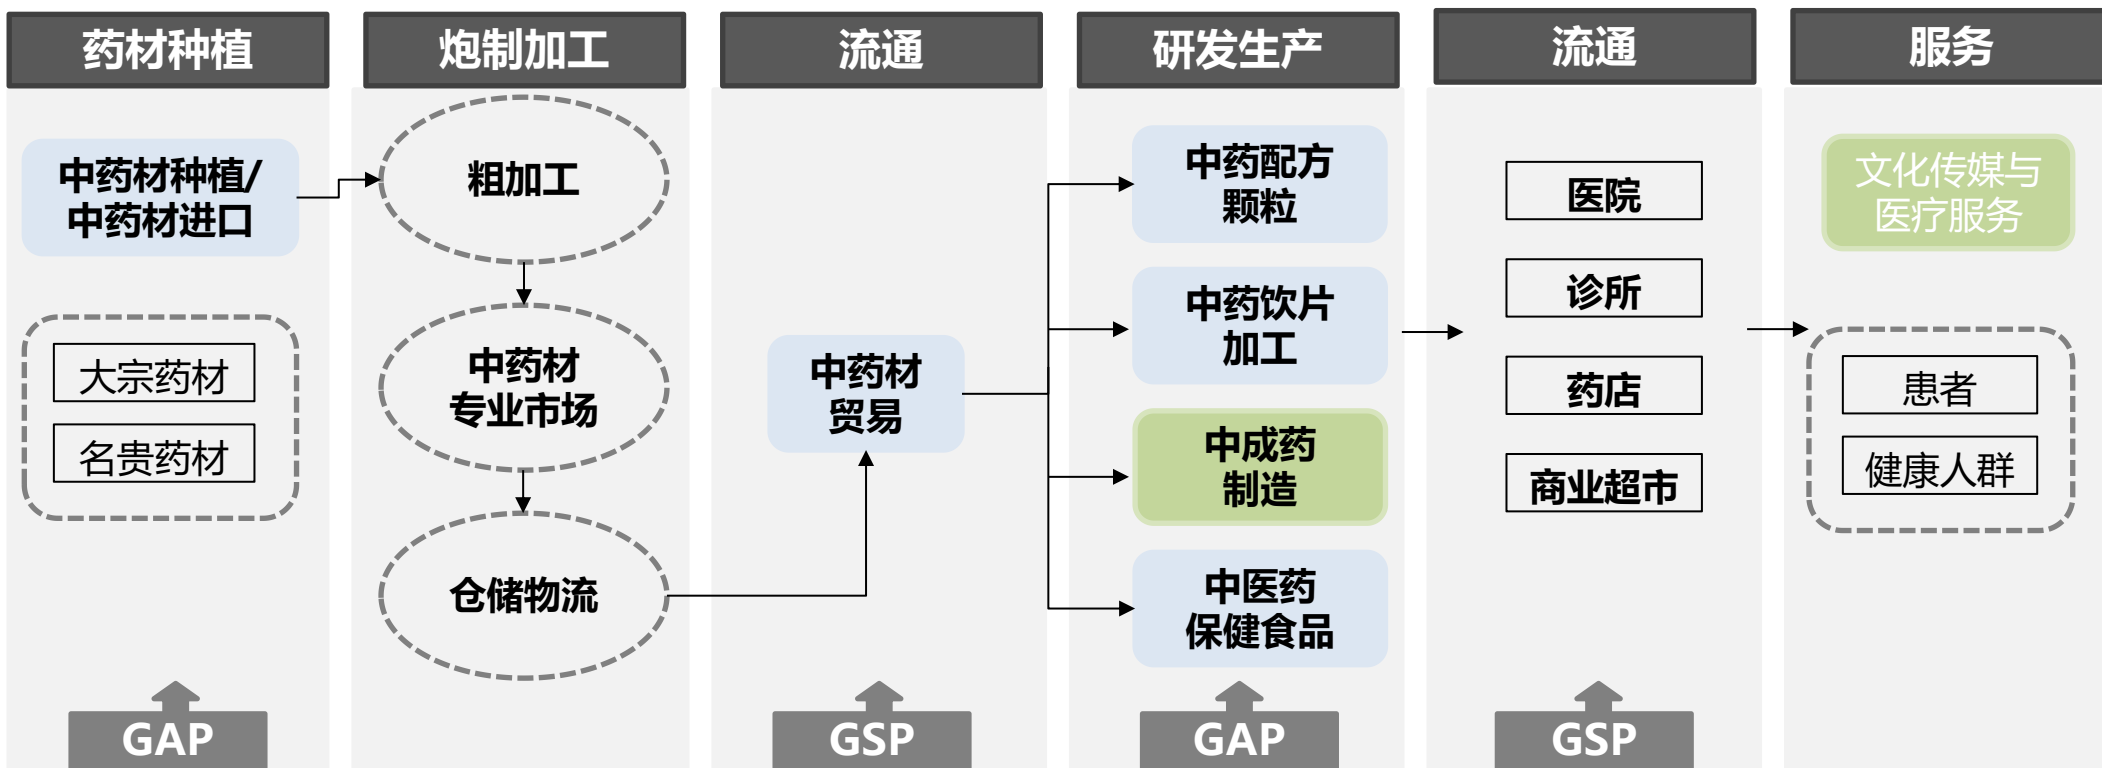 药材种植
炮制加工
流通
研发生产
流通
服务
中药材种植/
中药材进口
大宗药材
名贵药材
GAP
粗加工
中药材
专业市场
仓储物流
中药材
贸易
GSP
中药配方
颗粒
中药饮片
加工
中成药
制造
中医药
保健食品
GAP
医院
诊所
药店
商业超市
GSP
文化传媒与
医疗服务
患者
健康人群